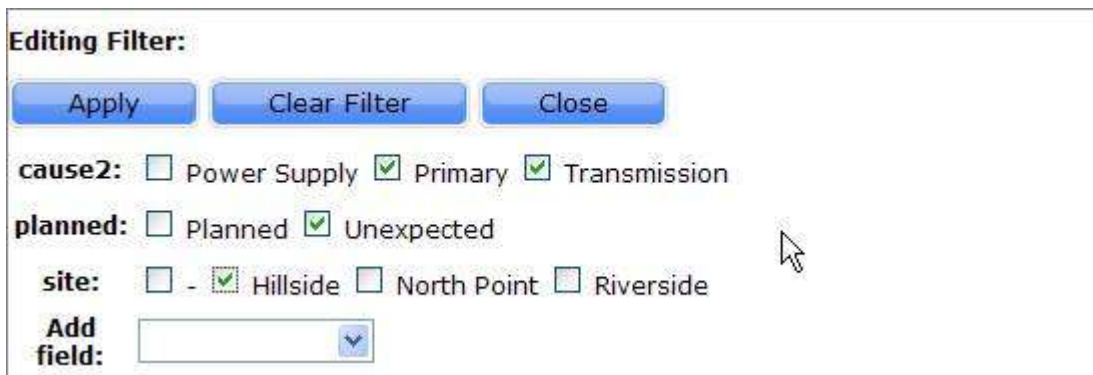 Editing Filter:
Apply Clear Filter Close
cause2: Power Supply Primary Transmission
planned: Planned Unexpected
site: - Hillside North Point Riverside
Add
field: